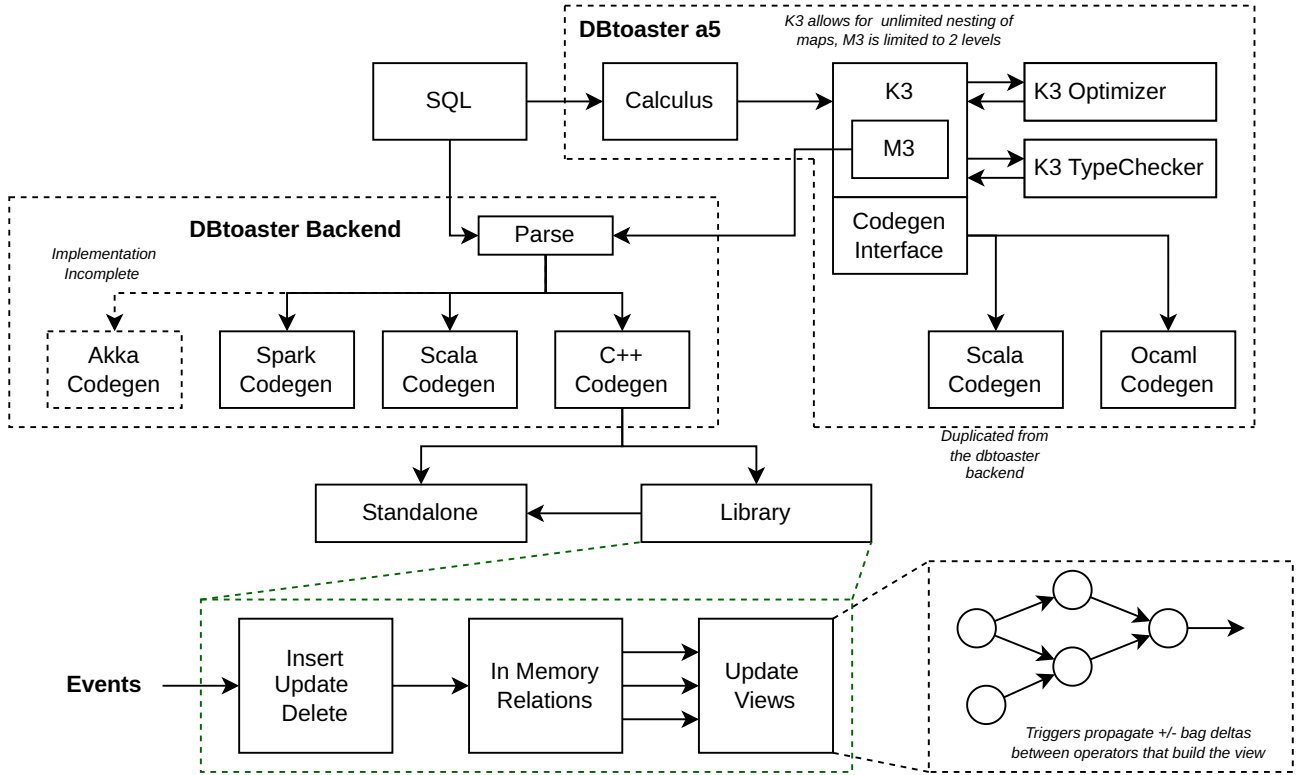 DBtoaster a5
K3 allows for unlimited nesting of
maps, M3 is limited to 2 levels
SQL
Calculus
K3
M3
K3 Optimizer
K3 TypeChecker
Codegen
Interface
DBtoaster Backend
Parse
Implementation
Incomplete
Akka
Codegen
Spark
Codegen
Scala
Codegen
C++
Codegen
Scala
Codegen
Ocaml
Codegen
Duplicated from
the dbtoaster
backend
Standalone
Library
Events
Insert
Update
Delete
In Memory
Relations
Update
Views
Triggers propagate +/- bag deltas
between operators that build the view